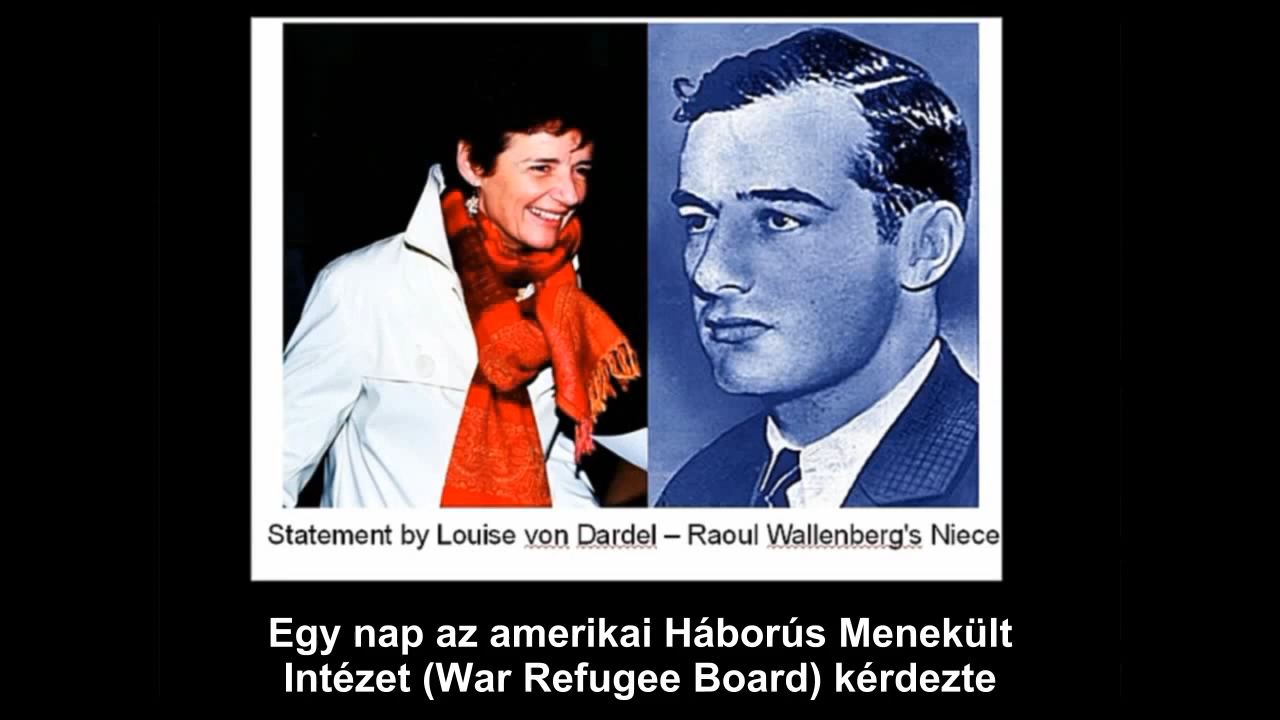 Statement by Louise von Dardel – Raoul Wallenberg's Niece
Egy nap az amerikai Háborús Menekült
Intézet (War Refugee Board) kérdezte